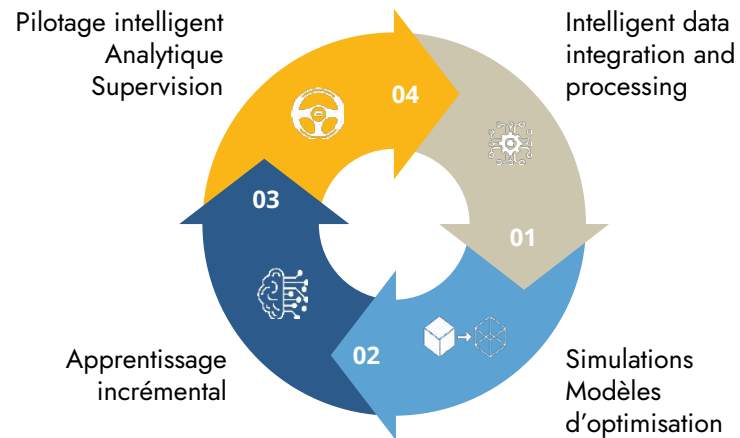 Pilotage intelligent
Analytique
Supervision
Intelligent data
integration and
processing
04
03
01
02
Apprentissage
incrémental
Simulations
Modèles
d'optimisation